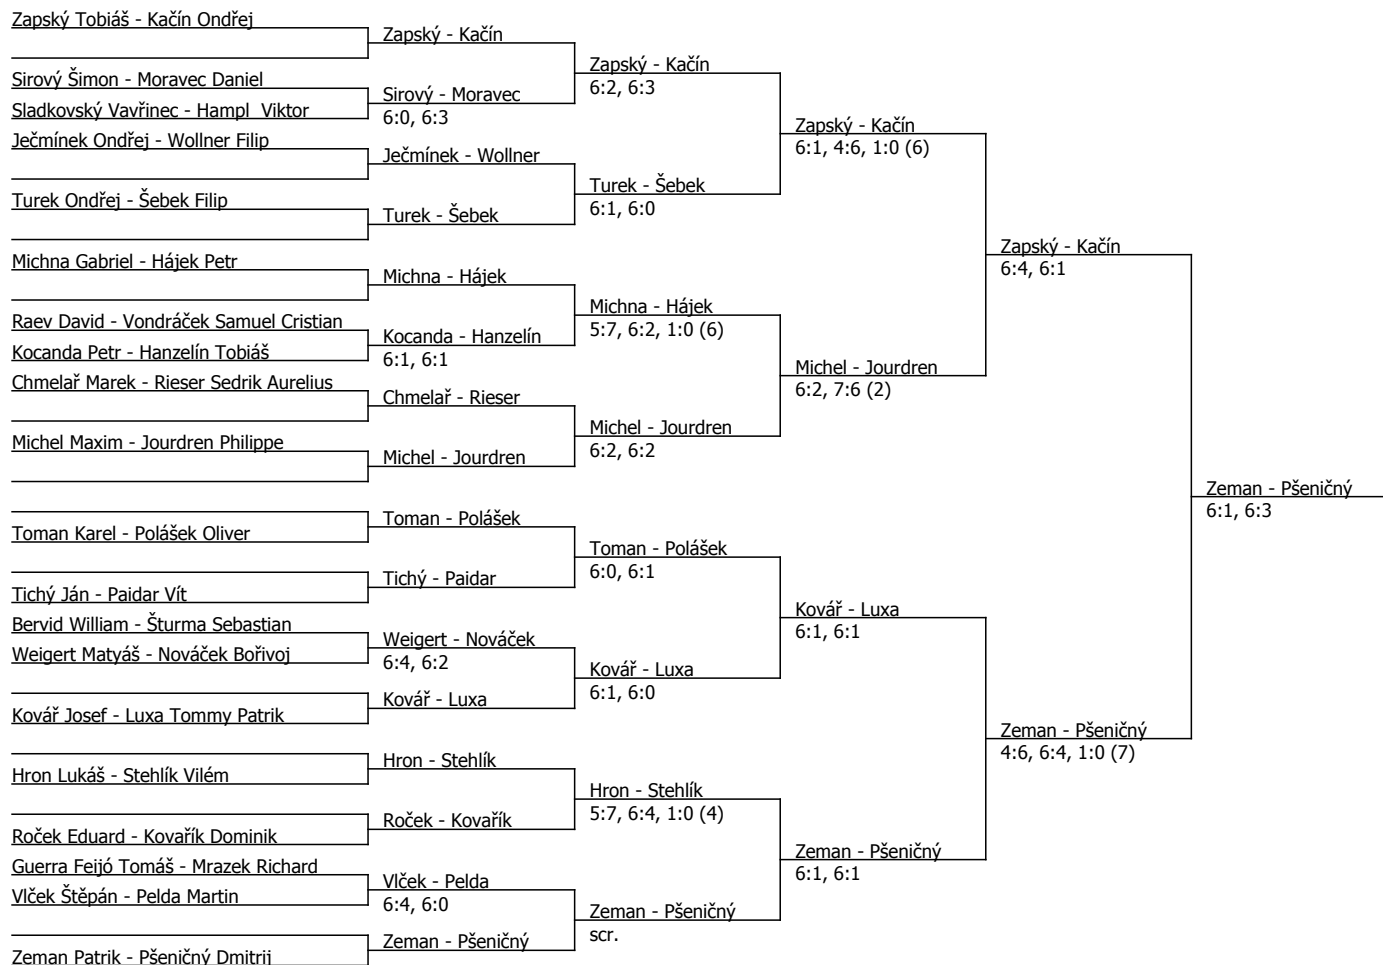 Zapský Tobiáš - Kačín Ondřej
Sirový Šimon - Moravec Daniel
Sladkovský Vavřinec - Hampl  Viktor
Ječmínek Ondřej - Wollner Filip
Turek Ondřej - Šebek Filip
Michna Gabriel - Hájek Petr
Raev David - Vondráček Samuel Cristian
Kocanda Petr - Hanzelín Tobiáš
Chmelař Marek - Rieser Sedrik Aurelius
Michel Maxim - Jourdren Philippe
Toman Karel - Polášek Oliver
Tichý Ján - Paidar Vít
Bervid William - Šturma Sebastian
Weigert Matyáš - Nováček Bořivoj
Kovář Josef - Luxa Tommy Patrik
Hron Lukáš - Stehlík Vilém
Roček Eduard - Kovařík Dominik
Guerra Feijó Tomáš - Mrazek Richard
Vlček Štěpán - Pelda Martin
Zeman Patrik - Pšeničný Dmitrij
Zapský - Kačín
Sirový - Moravec
6:0, 6:3
Ječmínek - Wollner
Turek - Šebek
Michna - Hájek
Kocanda - Hanzelín
6:1, 6:1
Chmelař - Rieser
Michel - Jourdren
Toman - Polášek
Tichý - Paidar
Weigert - Nováček
6:4, 6:2
Kovář - Luxa
Hron - Stehlík
Roček - Kovařík
Vlček - Pelda
6:4, 6:0
Zeman - Pšeničný
Zapský - Kačín
6:2, 6:3
Turek - Šebek
6:1, 6:0
Michna - Hájek
5:7, 6:2, 1:0 (6)
Michel - Jourdren
6:2, 6:2
Toman - Polášek
6:0, 6:1
Kovář - Luxa
6:1, 6:0
Hron - Stehlík
5:7, 6:4, 1:0 (4)
Zeman - Pšeničný
scr.
Zapský - Kačín
6:1, 4:6, 1:0 (6)
Michel - Jourdren
6:2, 7:6 (2)
Kovář - Luxa
6:1, 6:1
Zeman - Pšeničný
6:1, 6:1
Zapský - Kačín
6:4, 6:1
Zeman - Pšeničný
4:6, 6:4, 1:0 (7)
Zeman - Pšeničný
6:1, 6:3